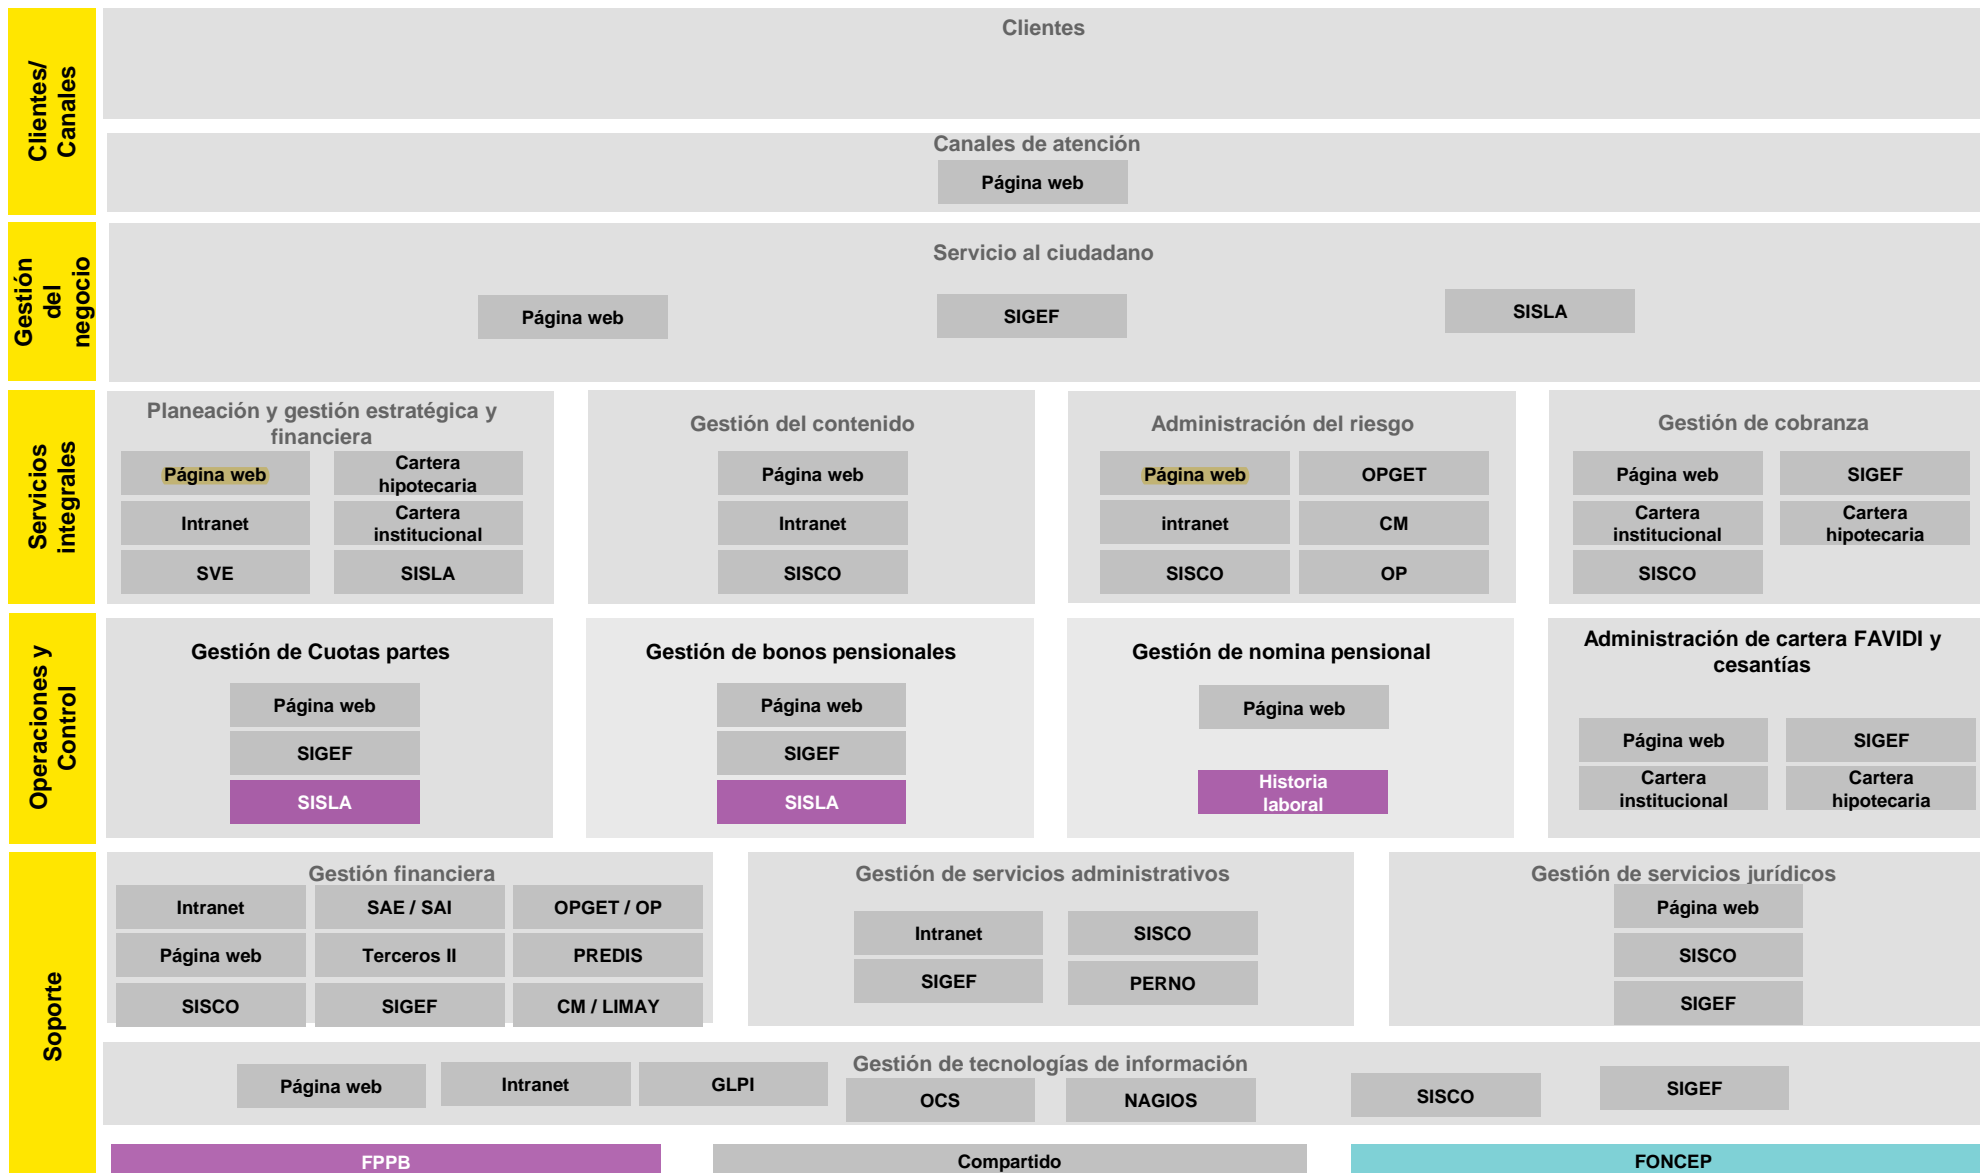 Clientes/
Canales
Clientes
Canales de atención
Página web
Gestión
del
negocio
Servicio al ciudadano
Página web
SIGEF
SISLA
Servicios
integrales
Planeación y gestión estratégica y
financiera
Página web
Cartera
hipotecaria
Intranet
Cartera
institucional
SVE
SISLA
Gestión del contenido
Página web
Intranet
SISCO
Administración del riesgo
Página web
OPGET
intranet
CM
SISCO
OP
Gestión de cobranza
Página web
SIGEF
Cartera
institucional
Cartera
hipotecaria
SISCO
Operaciones y
Control
Gestión de Cuotas partes
Página web
SIGEF
SISLA
Gestión de bonos pensionales
Página web
SIGEF
SISLA
Gestión de nomina pensional
Página web
Historia
laboral
Administración de cartera FAVIDI y
cesantías
Página web
SIGEF
Cartera
institucional
Cartera
hipotecaria
Soporte
Gestión financiera
Intranet
SAE / SAI
OPGET / OP
Página web
Terceros II
PREDIS
SISCO
SIGEF
CM / LIMAY
Gestión de servicios administrativos
Intranet
SISCO
SIGEF
PERNO
Gestión de servicios jurídicos
Página web
SISCO
SIGEF
Gestión de tecnologías de información
Página web
Intranet
GLPI
OCS
NAGIOS
SISCO
SIGEF
FPPB
Compartido
FONCEP